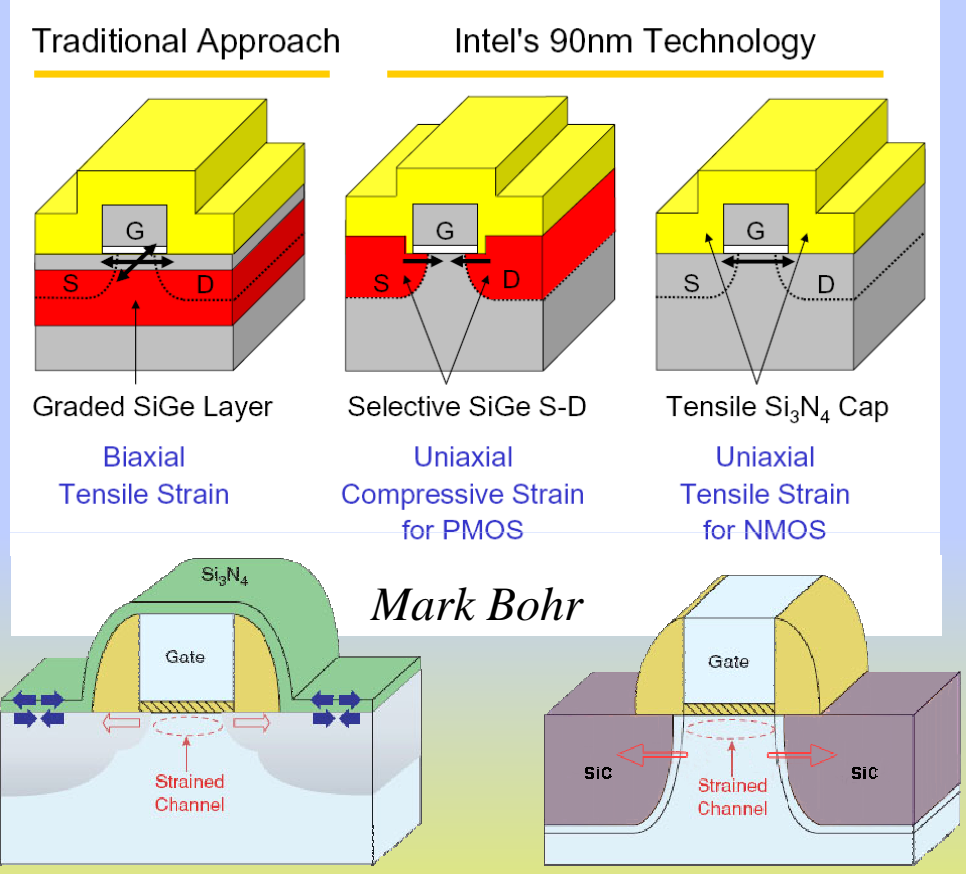 Traditional Approach
Intel's 90nm Technology
G
S
D
G
S
D
G
S
D
Graded SiGe Layer
Selective SiGe S-D
Tensile Si₃N₄ Cap
Biaxial
Tensile Strain
Uniaxial
Compressive Strain
for PMOS
Uniaxial
Tensile Strain
for NMOS
Mark Bohr
Si₃N₄
Gate
Strained
Channel
Gate
SiC
SiC
Strained
Channel